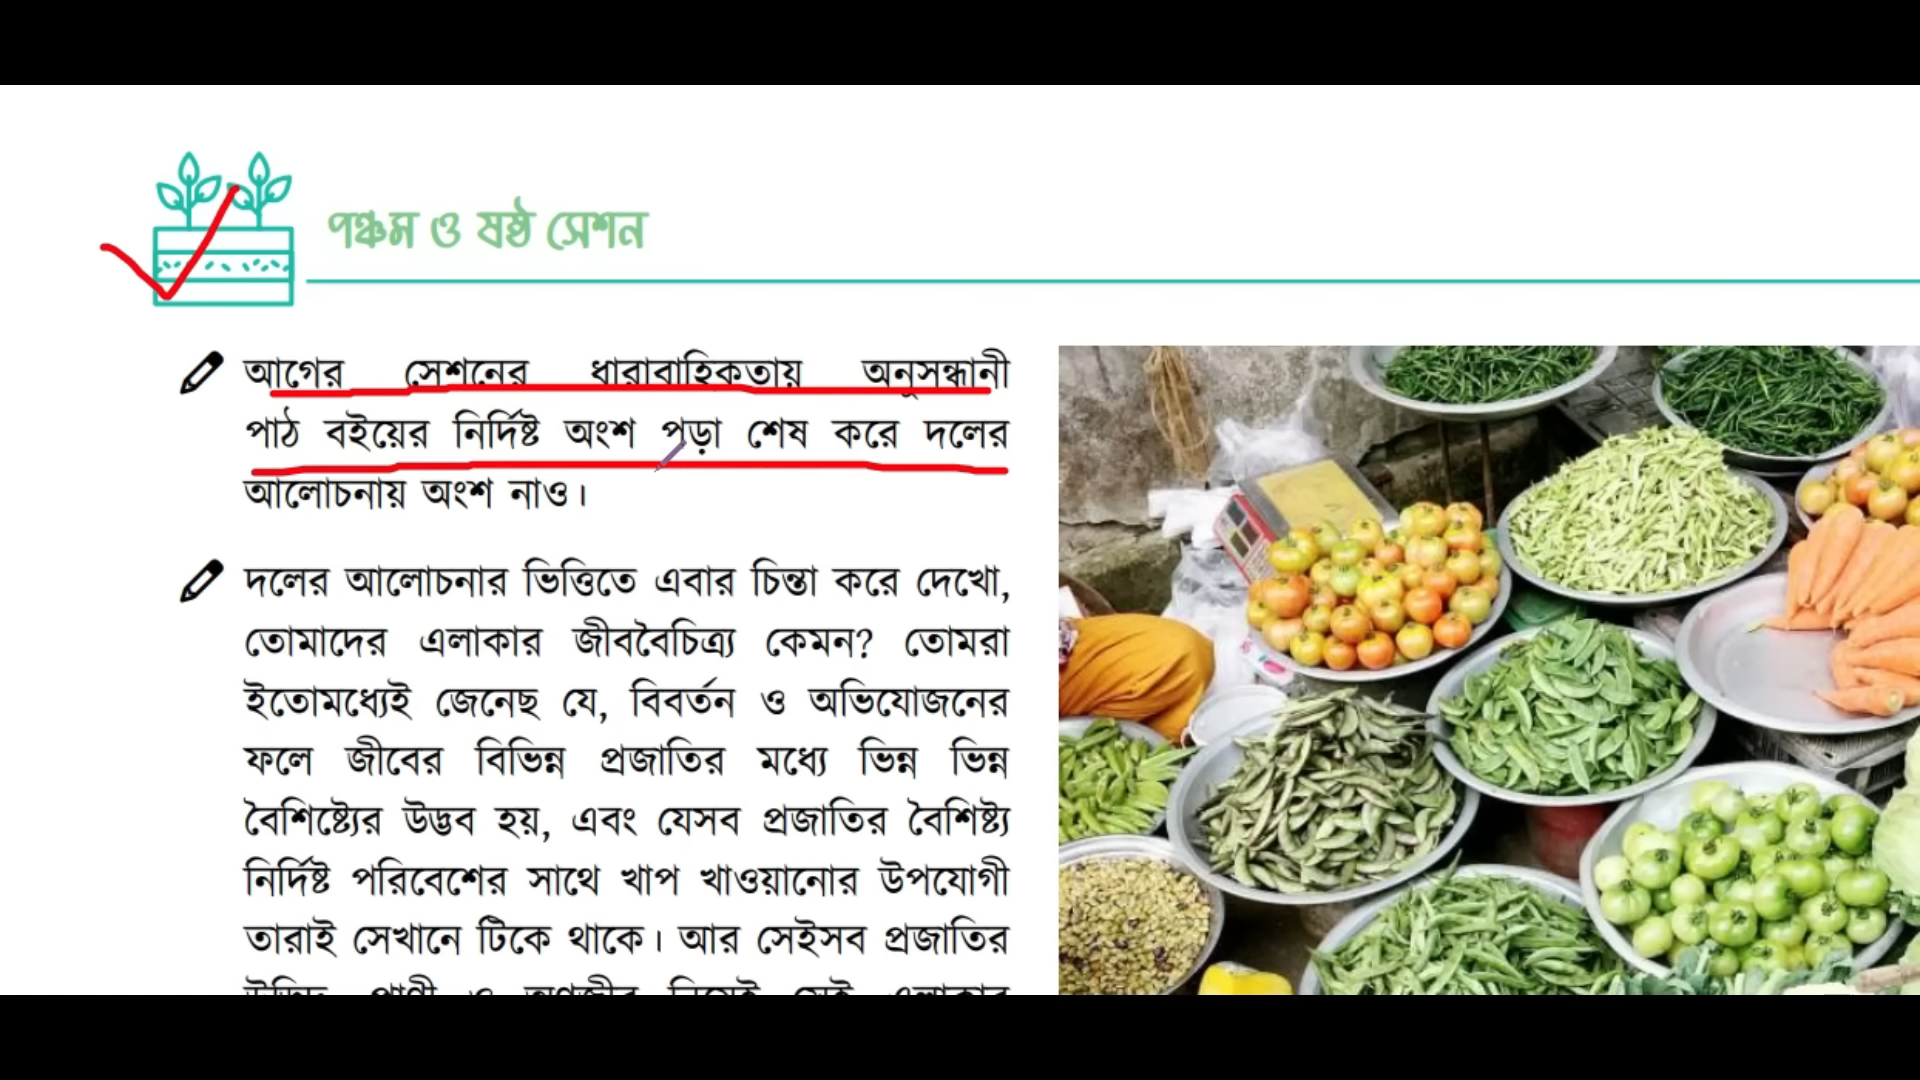 পঞ্চম ও ষষ্ঠ সেশন
আগের সেশনের ধারাবাহিকতায় অনুসন্ধানী
পাঠ বইয়ের নির্দিষ্ট অংশ পড়া শেষ করে দলের
আলোচনায় অংশ নাও।
দলের আলোচনার ভিত্তিতে এবার চিন্তা করে দেখো,
তোমাদের এলাকার জীববৈচিত্র্য কেমন? তোমরা
ইতোমধ্যেই জেনেছ যে, বিবর্তন ও অভিযোজনের
ফলে জীবের বিভিন্ন প্রজাতির মধ্যে ভিন্ন ভিন্ন
বৈশিষ্ট্যের উদ্ভব হয়, এবং যেসব প্রজাতির বৈশিষ্ট্য
নির্দিষ্ট পরিবেশের সাথে খাপ খাওয়ানোর উপযোগী
তারাই সেখানে টিকে থাকে। আর সেইসব প্রজাতির